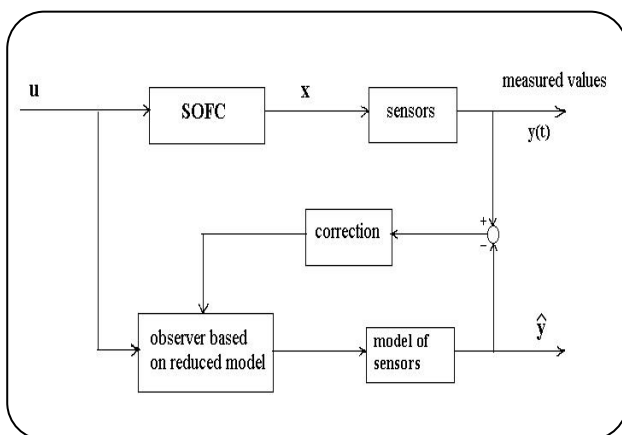 measured values
u
x
SOFC
sensors
y(t)
+
−
correction
ŷ
observer based
on reduced model
model of
sensors